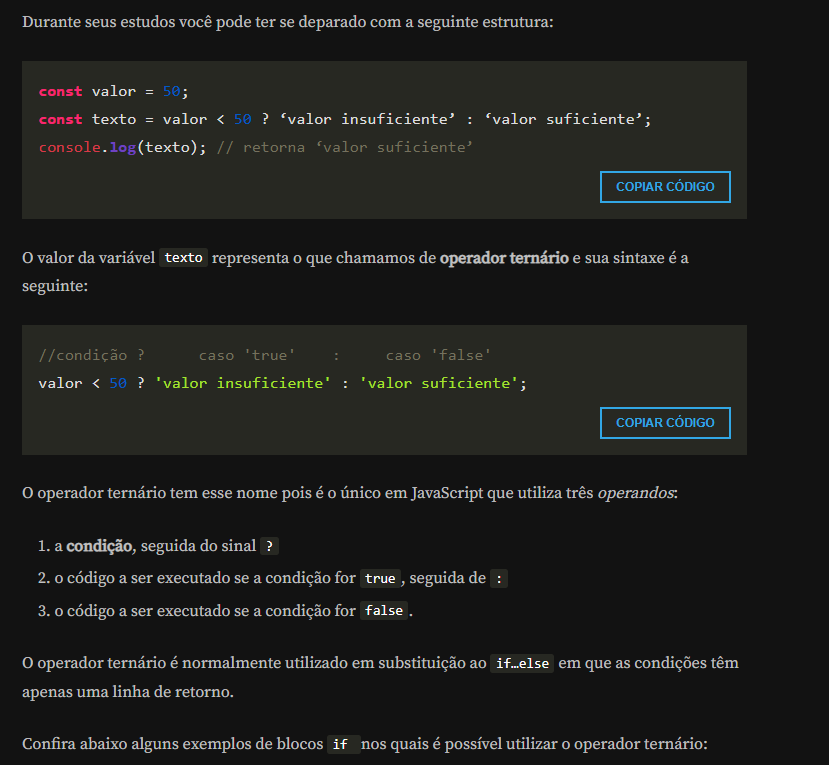 Durante seus estudos você pode ter se deparado com a seguinte estrutura:
const valor = 50;
const texto = valor < 50 ? ‘valor insuficiente’ : ‘valor suficiente’;
console.log(texto); // retorna ‘valor suficiente’
COPIAR CÓDIGO
O valor da variável texto representa o que chamamos de operador ternário e sua sintaxe é a
seguinte:
//condição ?      caso 'true'    :     caso 'false'
valor < 50 ? 'valor insuficiente' : 'valor suficiente';
COPIAR CÓDIGO
O operador ternário tem esse nome pois é o único em JavaScript que utiliza três operandos:
1. a condição, seguida do sinal ?
2. o código a ser executado se a condição for true, seguida de :
3. o código a ser executado se a condição for false.
O operador ternário é normalmente utilizado em substituição ao if…else em que as condições têm
apenas uma linha de retorno.
Confira abaixo alguns exemplos de blocos if nos quais é possível utilizar o operador ternário: